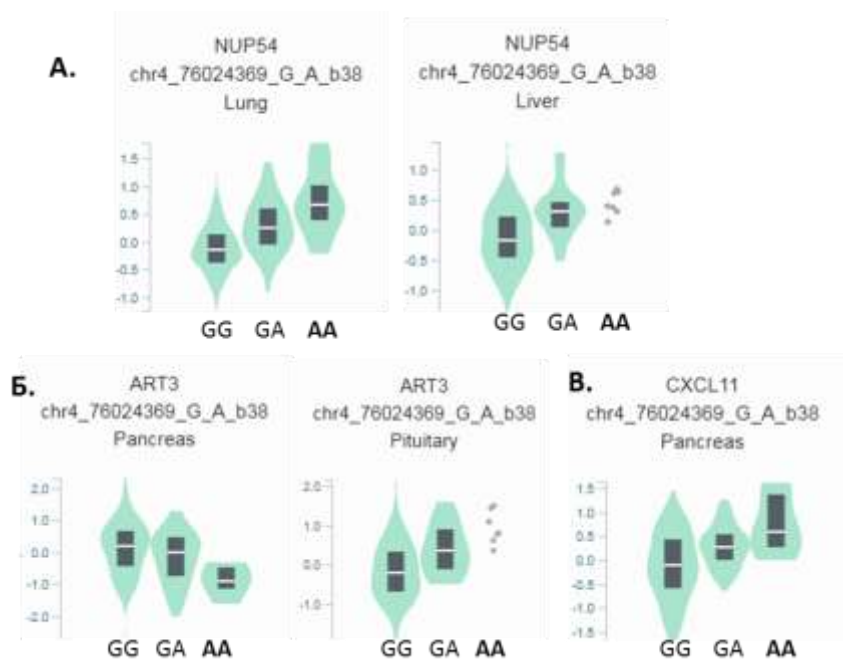 А.
NUP54
chr4_76024369_G_A_b38
Lung
1.5
1.0
0.5
0.0
-0.5
-1.0
GG GA AA
NUP54
chr4_76024369_G_A_b38
Liver
1.0
0.5
0.0
-0.5
-1.0
GG GA AA
Б.
ART3
chr4_76024369_G_A_b38
Pancreas
2.0
1.0
0.0
-1.0
-2.0
GG GA AA
ART3
chr4_76024369_G_A_b38
Pituitary
2.0
1.0
0.0
-1.0
GG GA AA
В.
CXCL11
chr4_76024369_G_A_b38
Pancreas
1.5
1.0
0.5
0.0
-0.5
-1.0
-1.5
GG GA AA